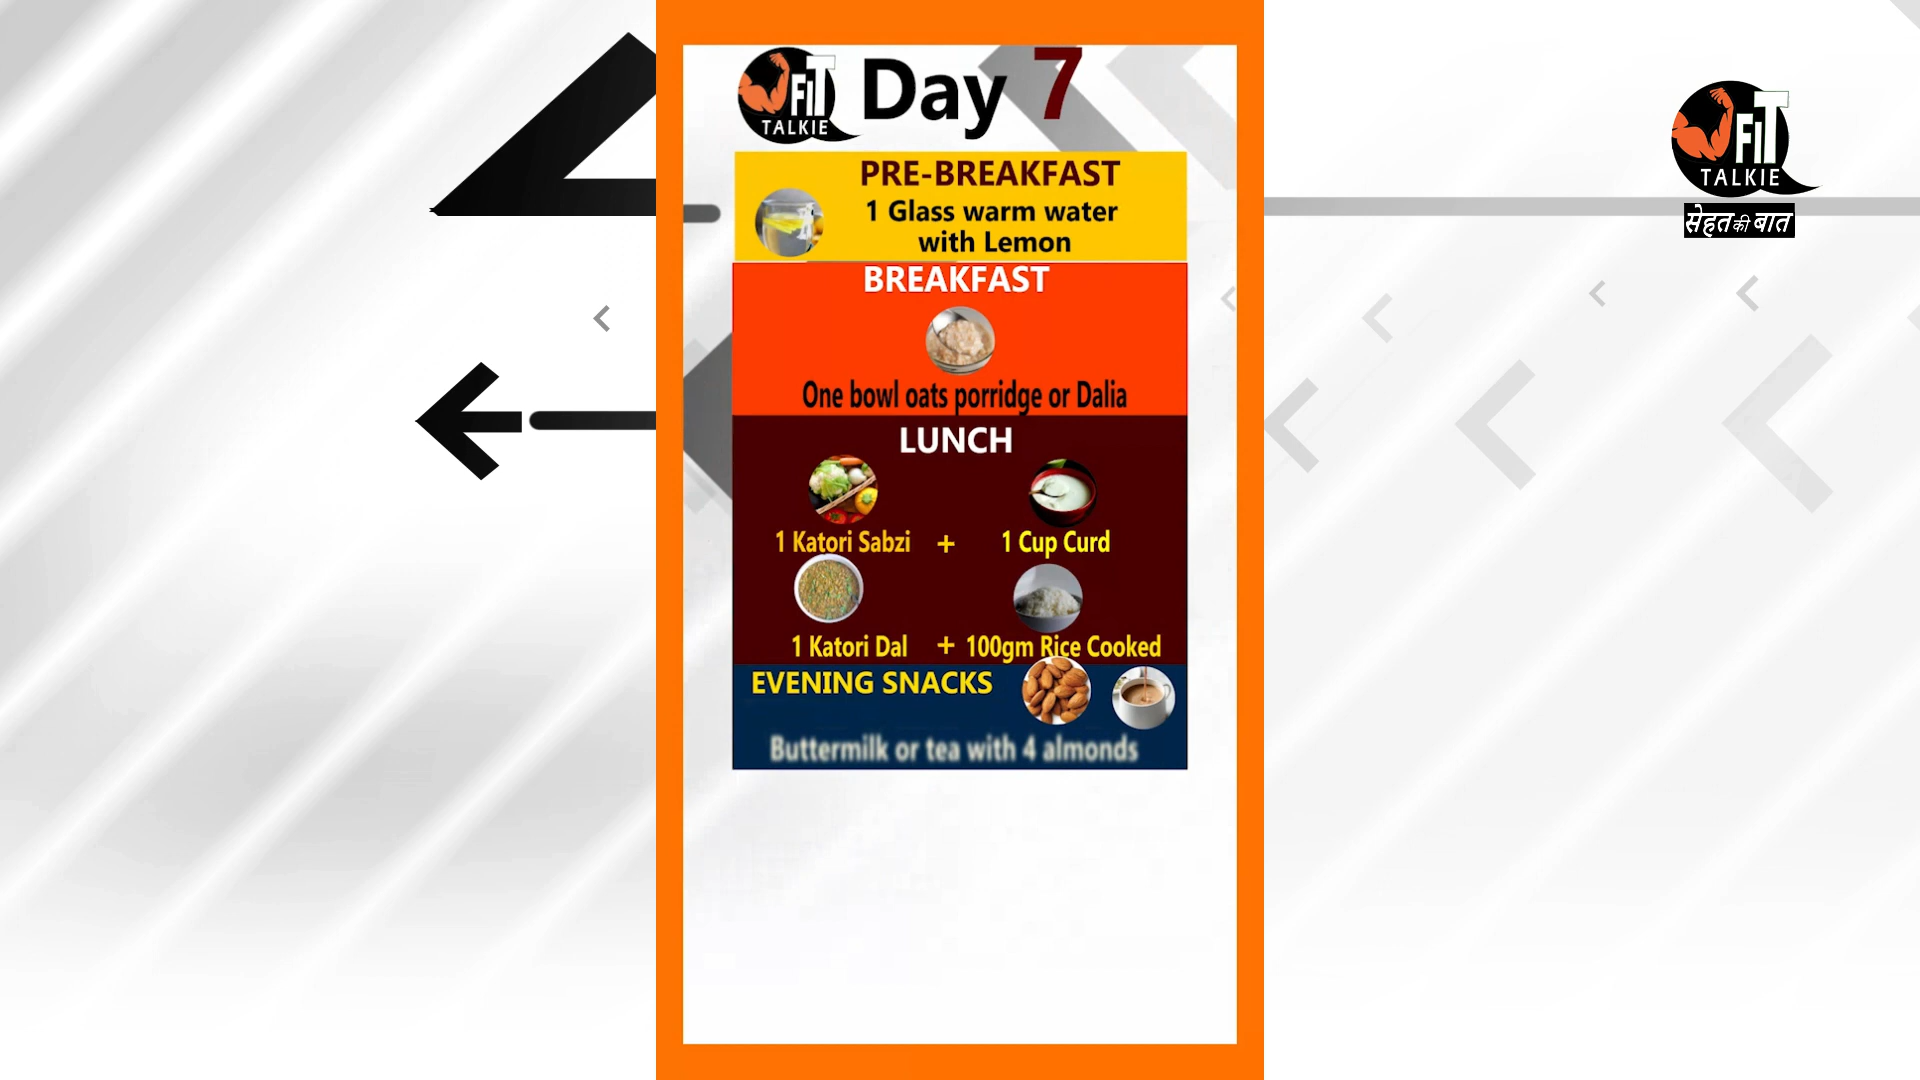 FiT
TALKIE
Day 7
PRE-BREAKFAST
1 Glass warm water
with Lemon
BREAKFAST
One bowl oats porridge or Dalia
LUNCH
1 Katori Sabzi + 1 Cup Curd
1 Katori Dal + 100gm Rice Cooked
EVENING SNACKS
Buttermilk or tea with 4 almonds
FiT
TALKIE
सेहत की बात